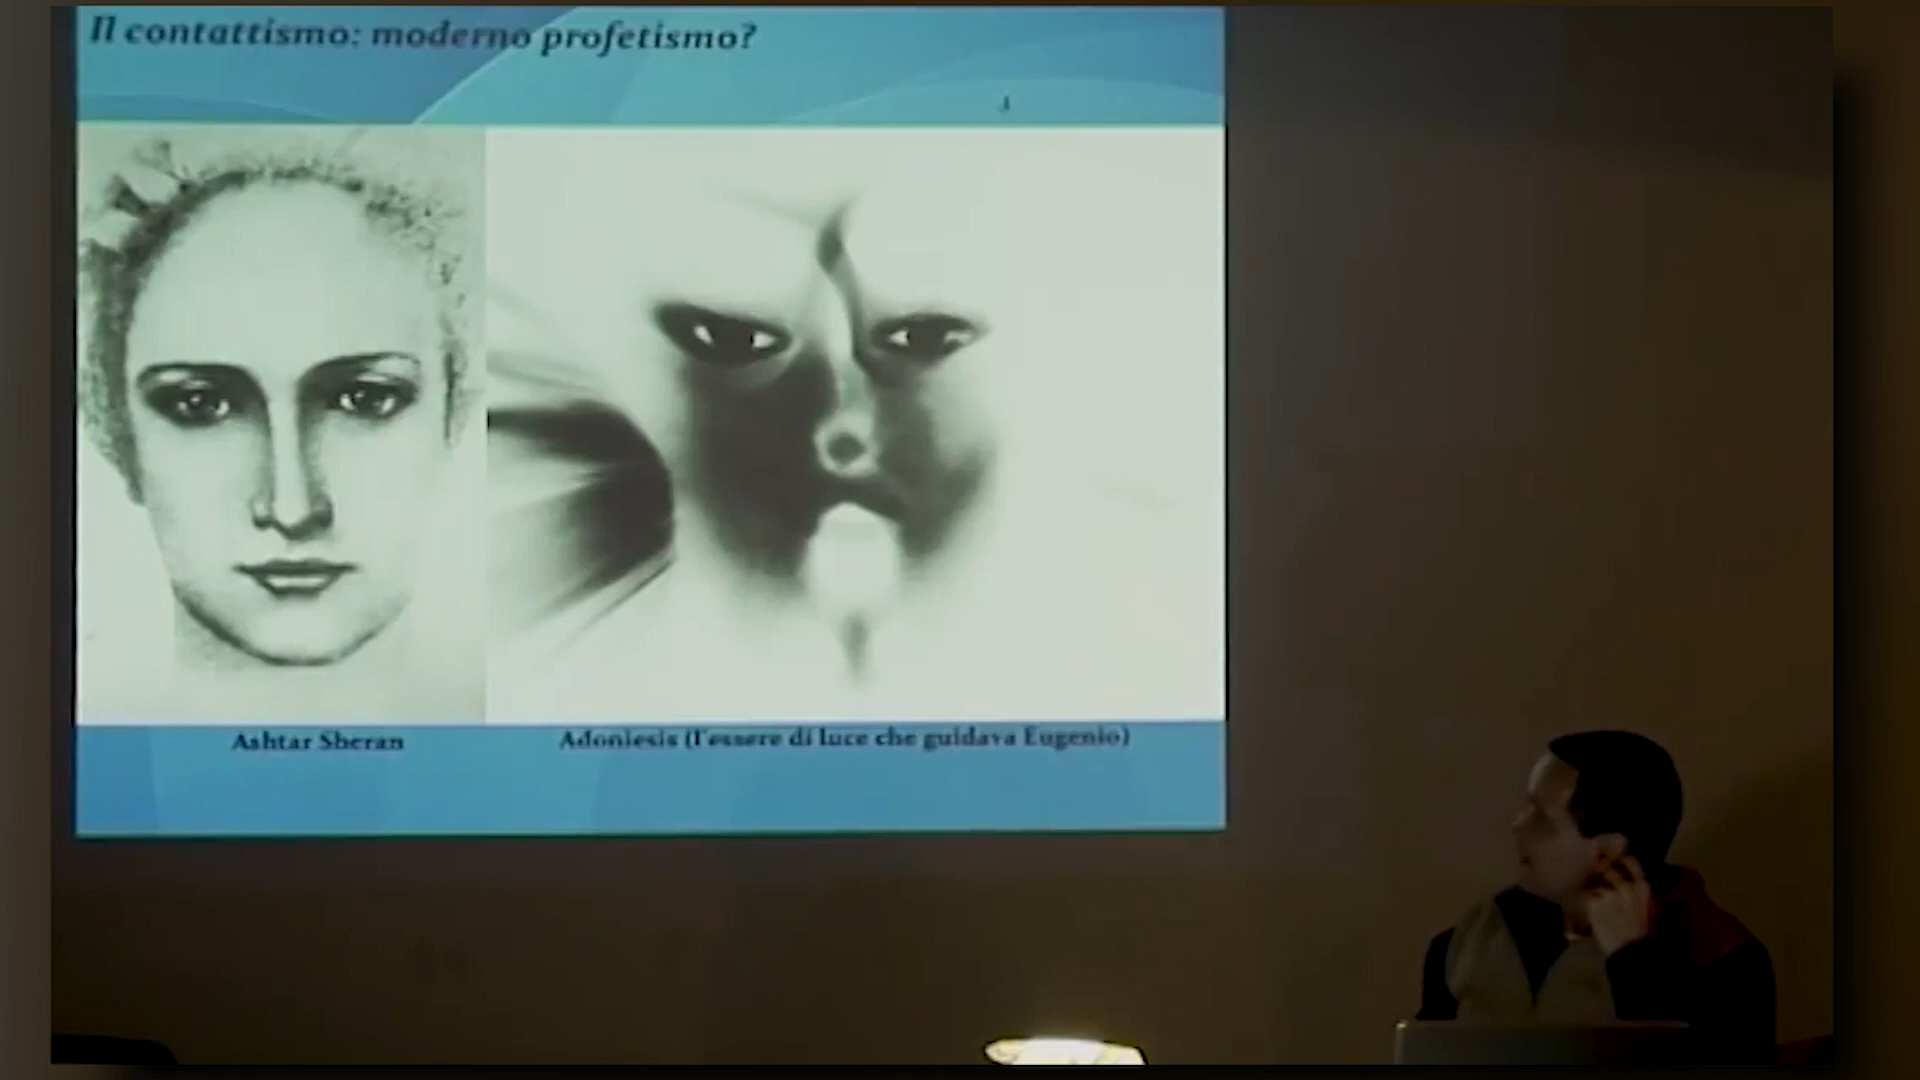 Il contattismo: moderno profetismo?
Ashtar Sheran
Adoniesis (l'essere di luce che guidava Eugenio)